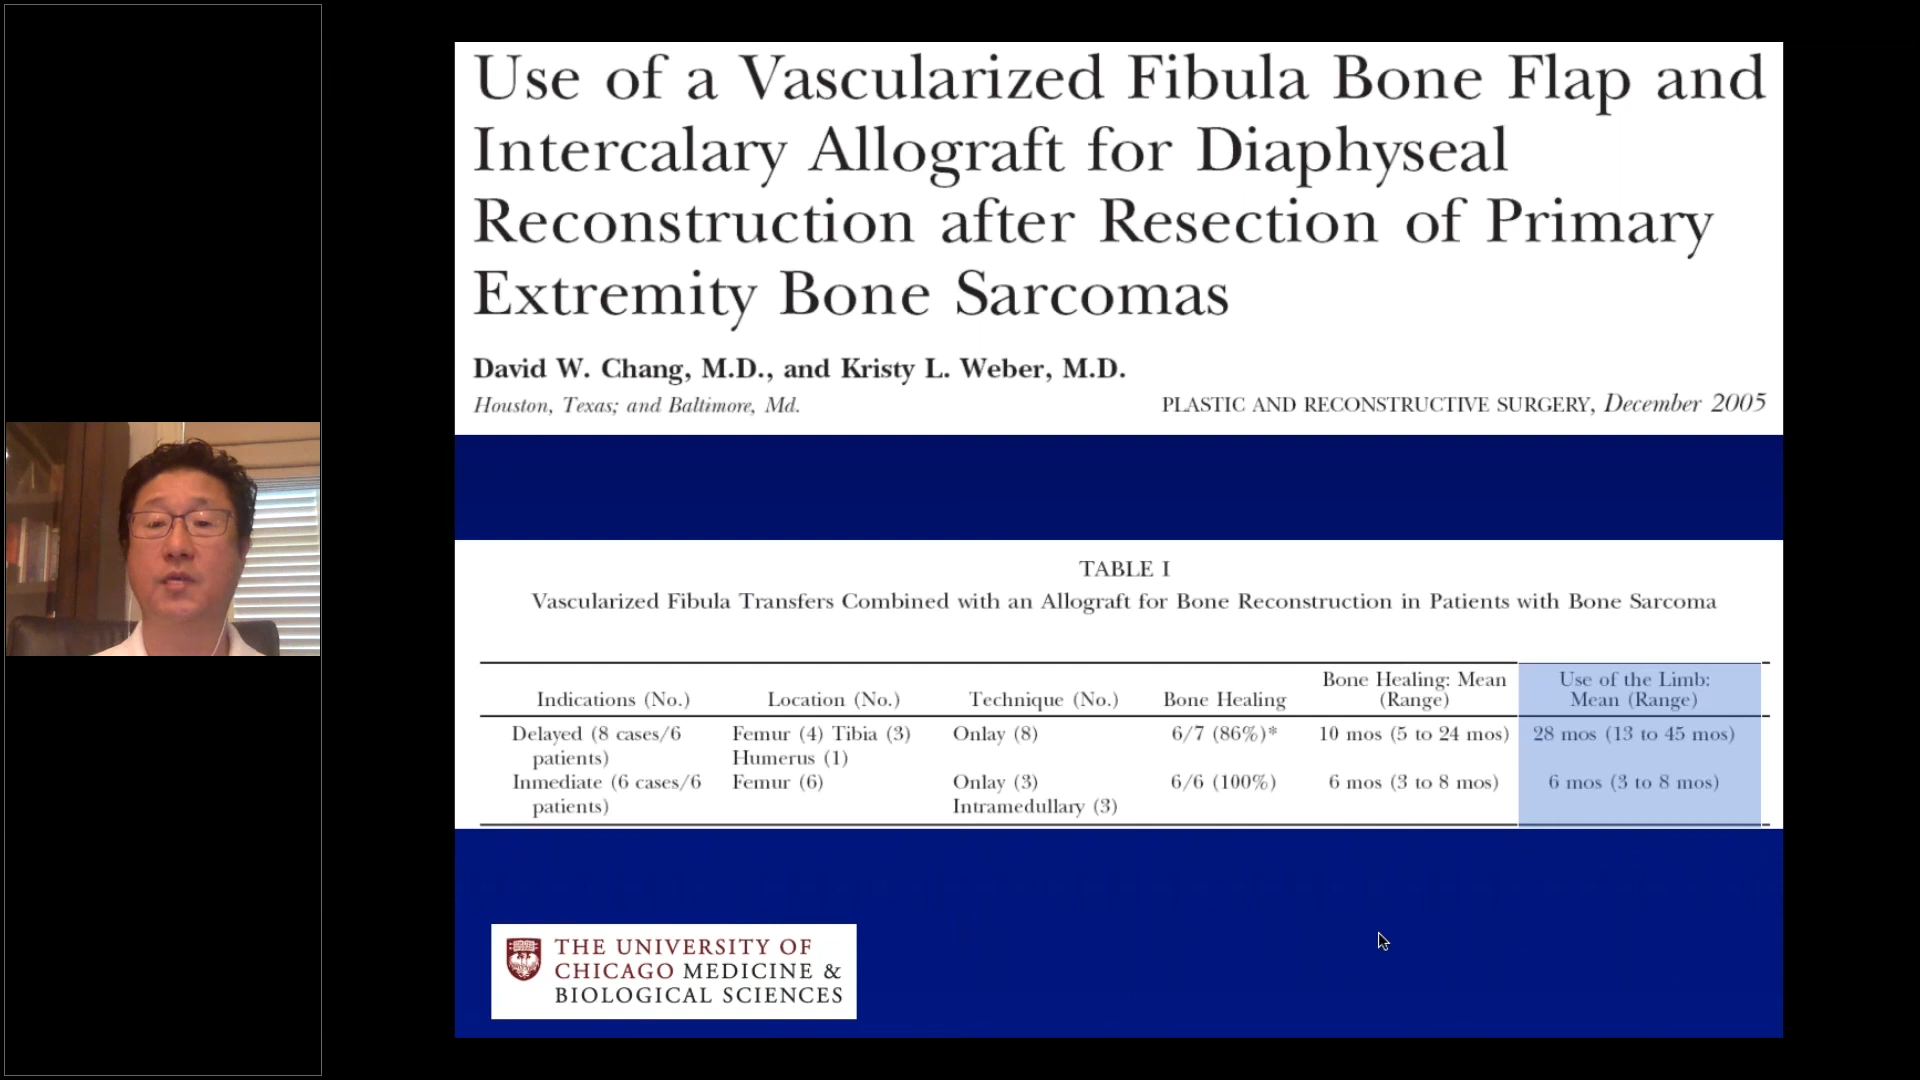 Use of a Vascularized Fibula Bone Flap and
Intercalary Allograft for Diaphyseal
Reconstruction after Resection of Primary
Extremity Bone Sarcomas
David W. Chang, M.D., and Kristy L. Weber, M.D.
Houston, Texas; and Baltimore, Md.
PLASTIC AND RECONSTRUCTIVE SURGERY, December 2005
TABLE I
Vascularized Fibula Transfers Combined with an Allograft for Bone Reconstruction in Patients with Bone Sarcoma
Bone Healing: Mean Use of the Limb:
Indications (No.) Location (No.) Technique (No.) Bone Healing (Range) Mean (Range)
Delayed (8 cases/6 Femur (4) Tibia (3) Onlay (8) 6/7 (86%)* 10 mos (5 to 24 mos) 28 mos (13 to 45 mos)
patients) Humerus (1)
Inmediate (6 cases/6 Femur (6) Onlay (3) 6/6 (100%) 6 mos (3 to 8 mos) 6 mos (3 to 8 mos)
patients) Intramedullary (3)
THE UNIVERSITY OF
CHICAGO MEDICINE &
BIOLOGICAL SCIENCES